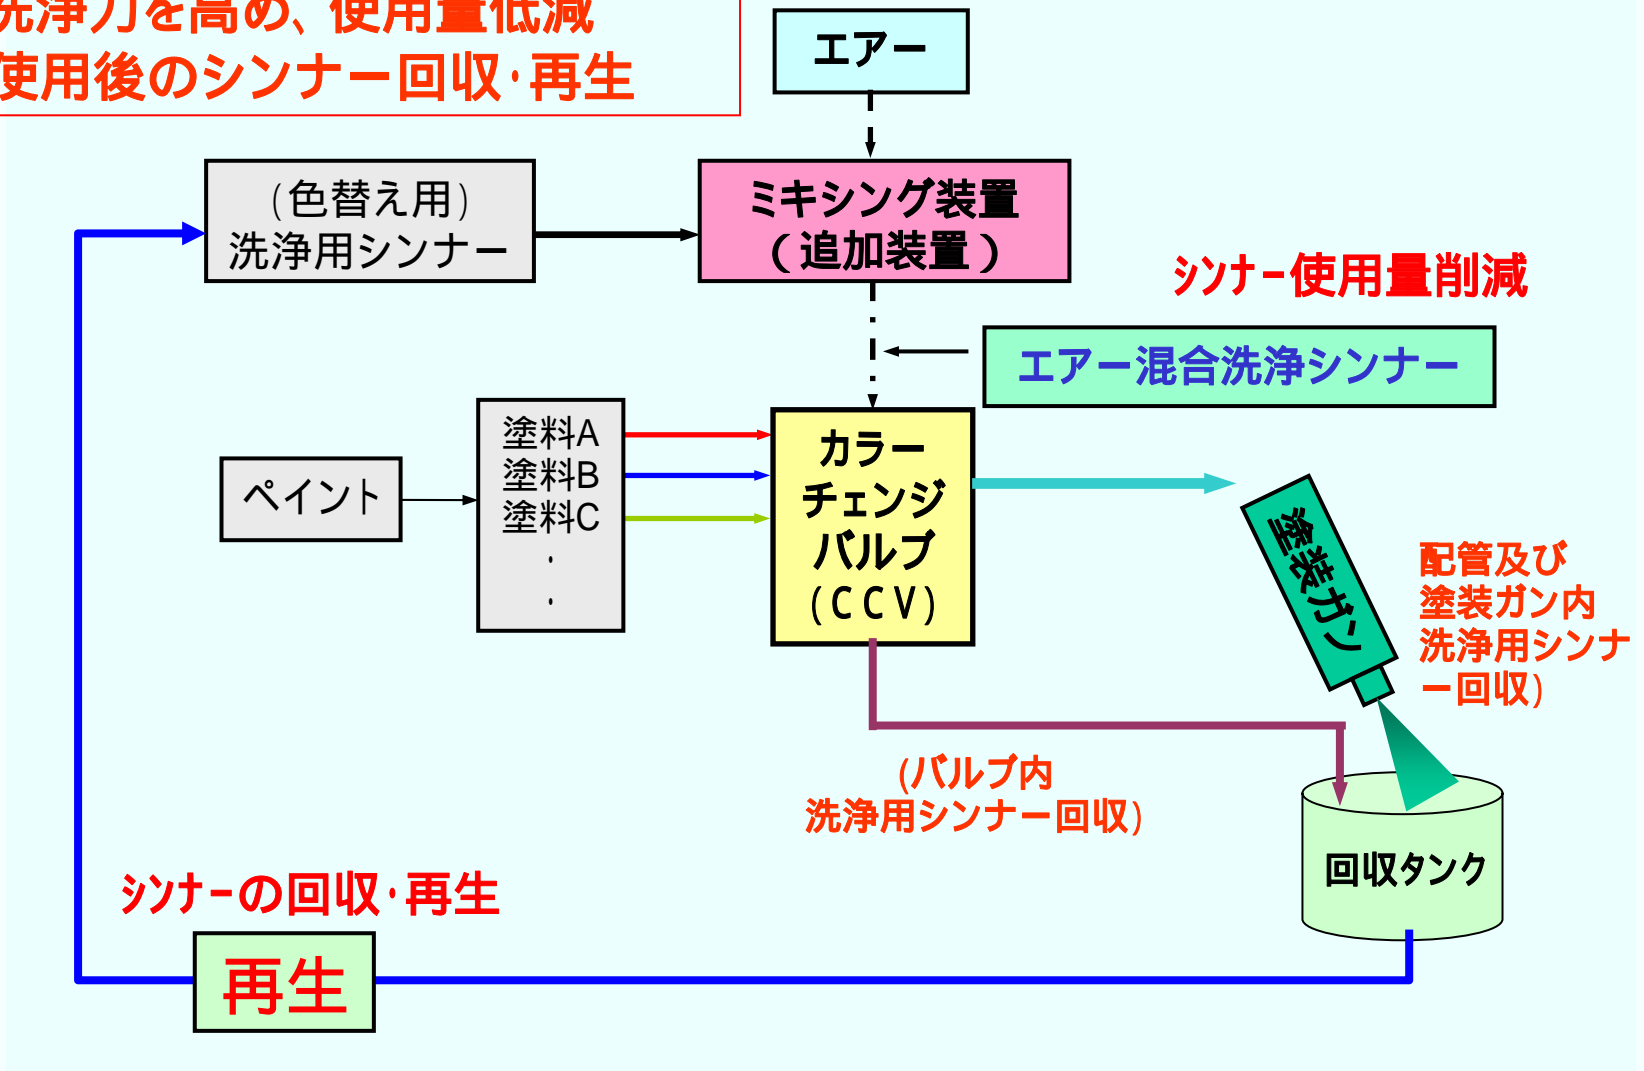 洗浄力を高め、使用量低減
使用後のシンナー回収・再生
エアー
(色替え用)
洗浄用シンナー
ミキシング装置
(追加装置)
シンナー使用量削減
エアー混合洗浄シンナー
ペイント
塗料A
塗料B
塗料C
・
・
カラー
チェンジ
バルブ
(CCV)
塗装ガン
配管及び
塗装ガン内
洗浄用シンナ
ー回収)
(バルブ内
洗浄用シンナー回収)
回収タンク
シンナーの回収・再生
再生